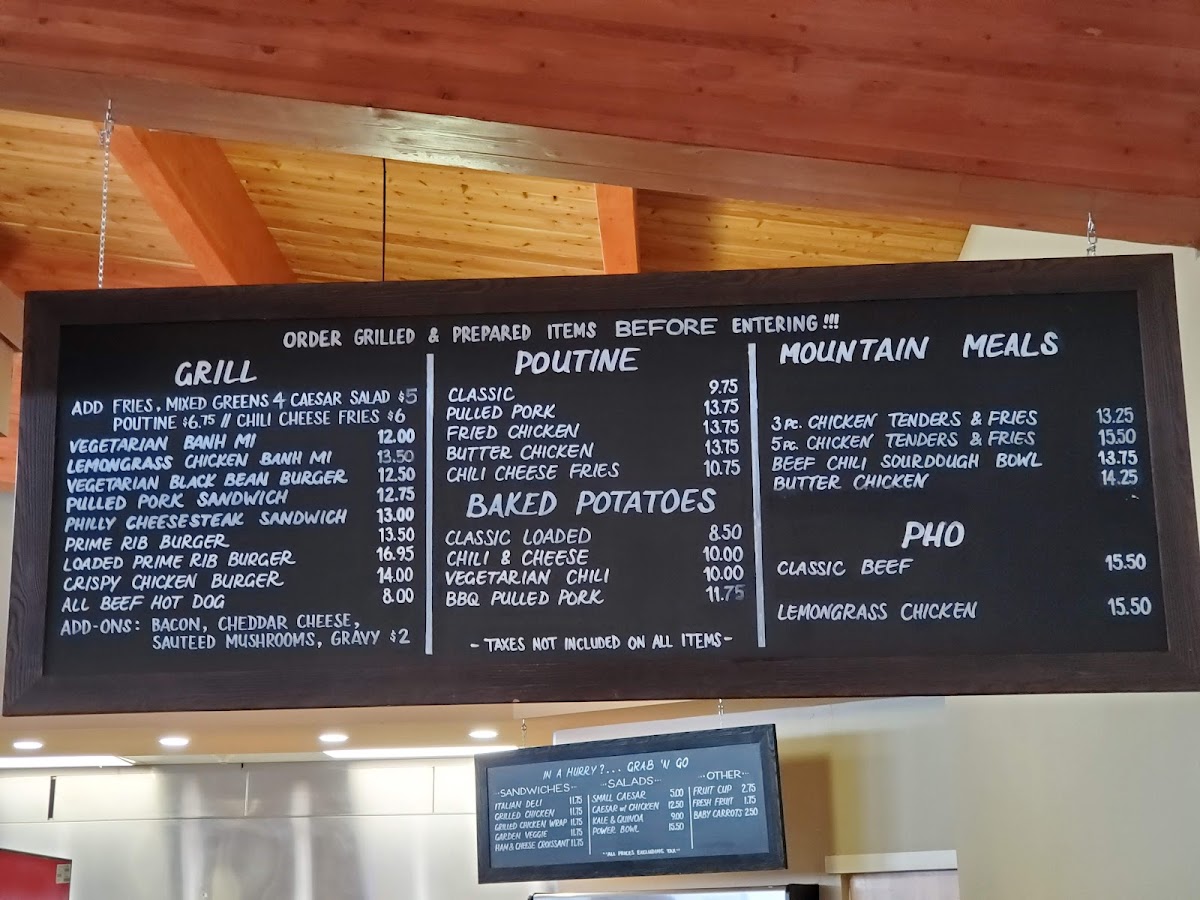 ORDER GRILLED & PREPARED ITEMS BEFORE ENTERING!!!
GRILL
ADD FRIES, MIXED GREENS & CAESAR SALAD $5
POUTINE $6.75 // CHILI CHEESE FRIES $6
VEGETARIAN BANH MI 12.00
LEMONGRASS CHICKEN BANH MI 13.50
VEGETARIAN BLACK BEAN BURGER 12.50
PULLED PORK SANDWICH 12.75
PHILLY CHEESESTEAK SANDWICH 13.00
PRIME RIB BURGER 13.50
LOADED PRIME RIB BURGER 16.95
CRISPY CHICKEN BURGER 14.00
ALL BEEF HOT DOG 8.00
ADD-ONS: BACON, CHEDDAR CHEESE,
SAUTEED MUSHROOMS, GRAVY $2
POUTINE
CLASSIC 9.75
PULLED PORK 13.75
FRIED CHICKEN 13.75
BUTTER CHICKEN 13.75
CHILI CHEESE FRIES 10.75
BAKED POTATOES
CLASSIC LOADED 8.50
CHILI & CHEESE 10.00
VEGETARIAN CHILI 10.00
BBQ PULLED PORK 11.75
- TAXES NOT INCLUDED ON ALL ITEMS -
MOUNTAIN MEALS
3 PC. CHICKEN TENDERS & FRIES 13.25
5 PC. CHICKEN TENDERS & FRIES 15.50
BEEF CHILI SOURDOUGH BOWL 13.75
BUTTER CHICKEN 14.25
PHO
CLASSIC BEEF 15.50
LEMONGRASS CHICKEN 15.50
IN A HURRY?... GRAB 'N GO
SANDWICHES
ITALIAN DELI 11.75
GRILLED CHICKEN 11.75
GRILLED CHICKEN WRAP 11.75
GARDEN VEGGIE 11.75
HAM & CHEESE CROISSANT 11.75
SALADS
SMALL CAESAR 5.00
CAESAR w/ CHICKEN 12.50
KALE & QUINOA 9.00
POWER BOWL 15.50
OTHER
FRUIT CUP 2.75
FRESH FRUIT 1.75
BABY CARROTS 2.50
**ALL PRICES EXCLUDING TAX**